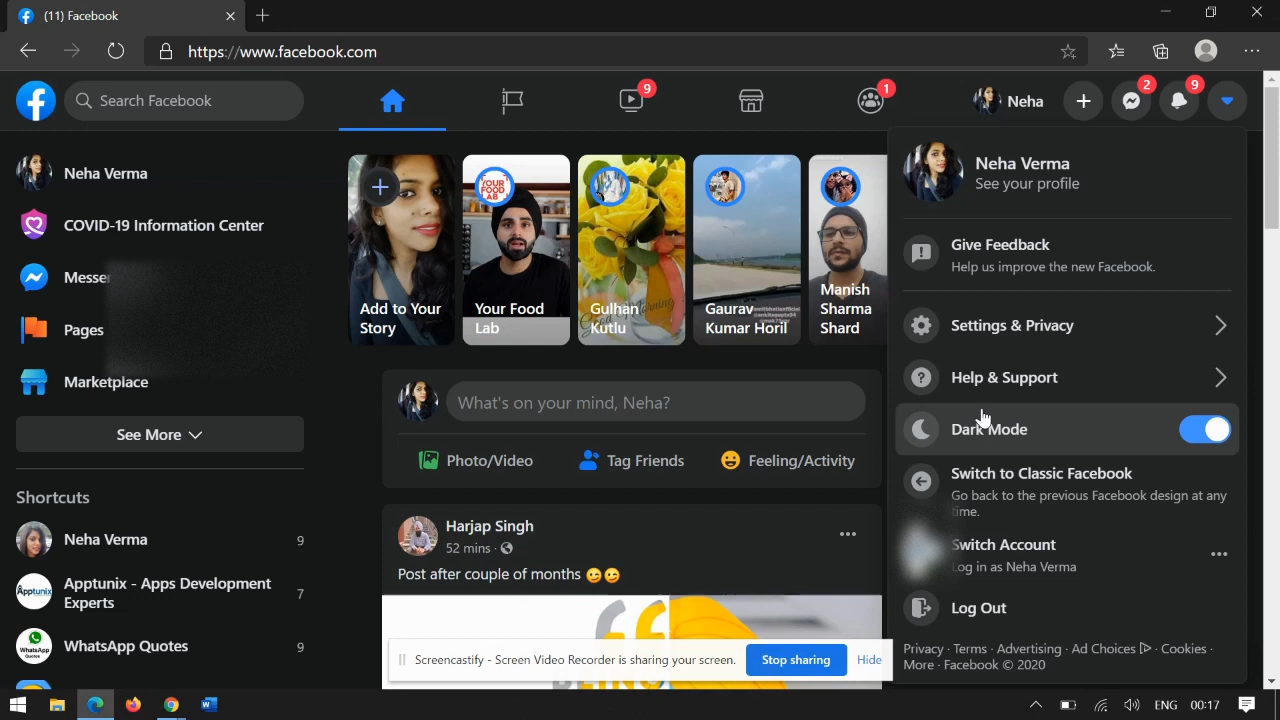 (11) Facebook
https://www.facebook.com
Search Facebook
9
1
Neha
2
9
Neha Verma
COVID-19 Information Center
Messen
Pages
Marketplace
See More
Shortcuts
Neha Verma
9
Apptunix
Apptunix - Apps Development
Experts
7
WhatsApp
Quotes
WhatsApp Quotes
9
Add to Your
Story
YOUR
FOOD
LAB
Your Food
Lab
Gulhan
Kutlu
Gaurav
Kumar Horil
Manish
Sharma
Shard
What's on your mind, Neha?
Photo/Video
Tag Friends
Feeling/Activity
Harjap Singh
52 mins ·
Post after couple of months 😉😉
Screencastify - Screen Video Recorder is sharing your screen.
Stop sharing
Hide
Neha Verma
See your profile
Give Feedback
Help us improve the new Facebook.
Settings & Privacy
Help & Support
Dark Mode
Switch to Classic Facebook
Go back to the previous Facebook design at any
time.
Switch Account
Log in as Neha Verma
Log Out
Privacy · Terms · Advertising · Ad Choices · Cookies ·
More · Facebook © 2020
ENG
00:17